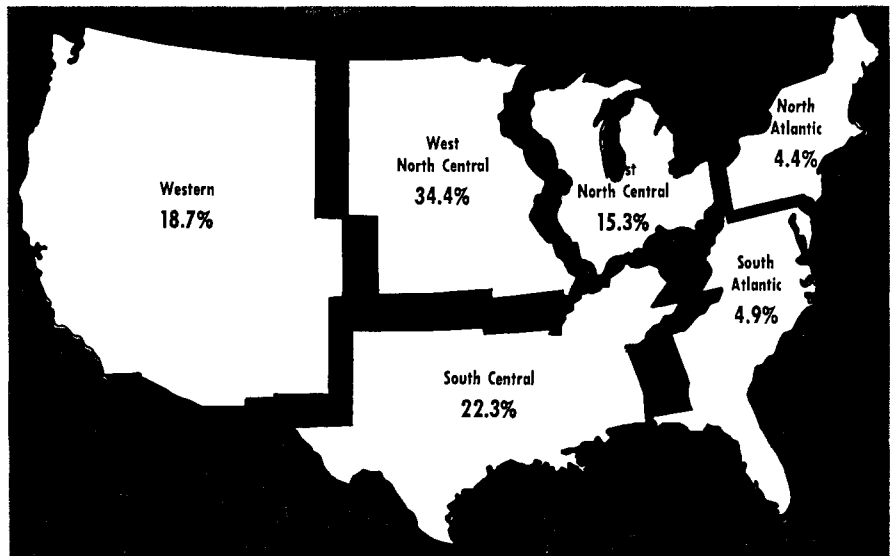 Western
18.7%
West
North Central
34.4%
st
North Central
15.3%
North
Atlantic
4.4%
South
Atlantic
4.9%
South Central
22.3%